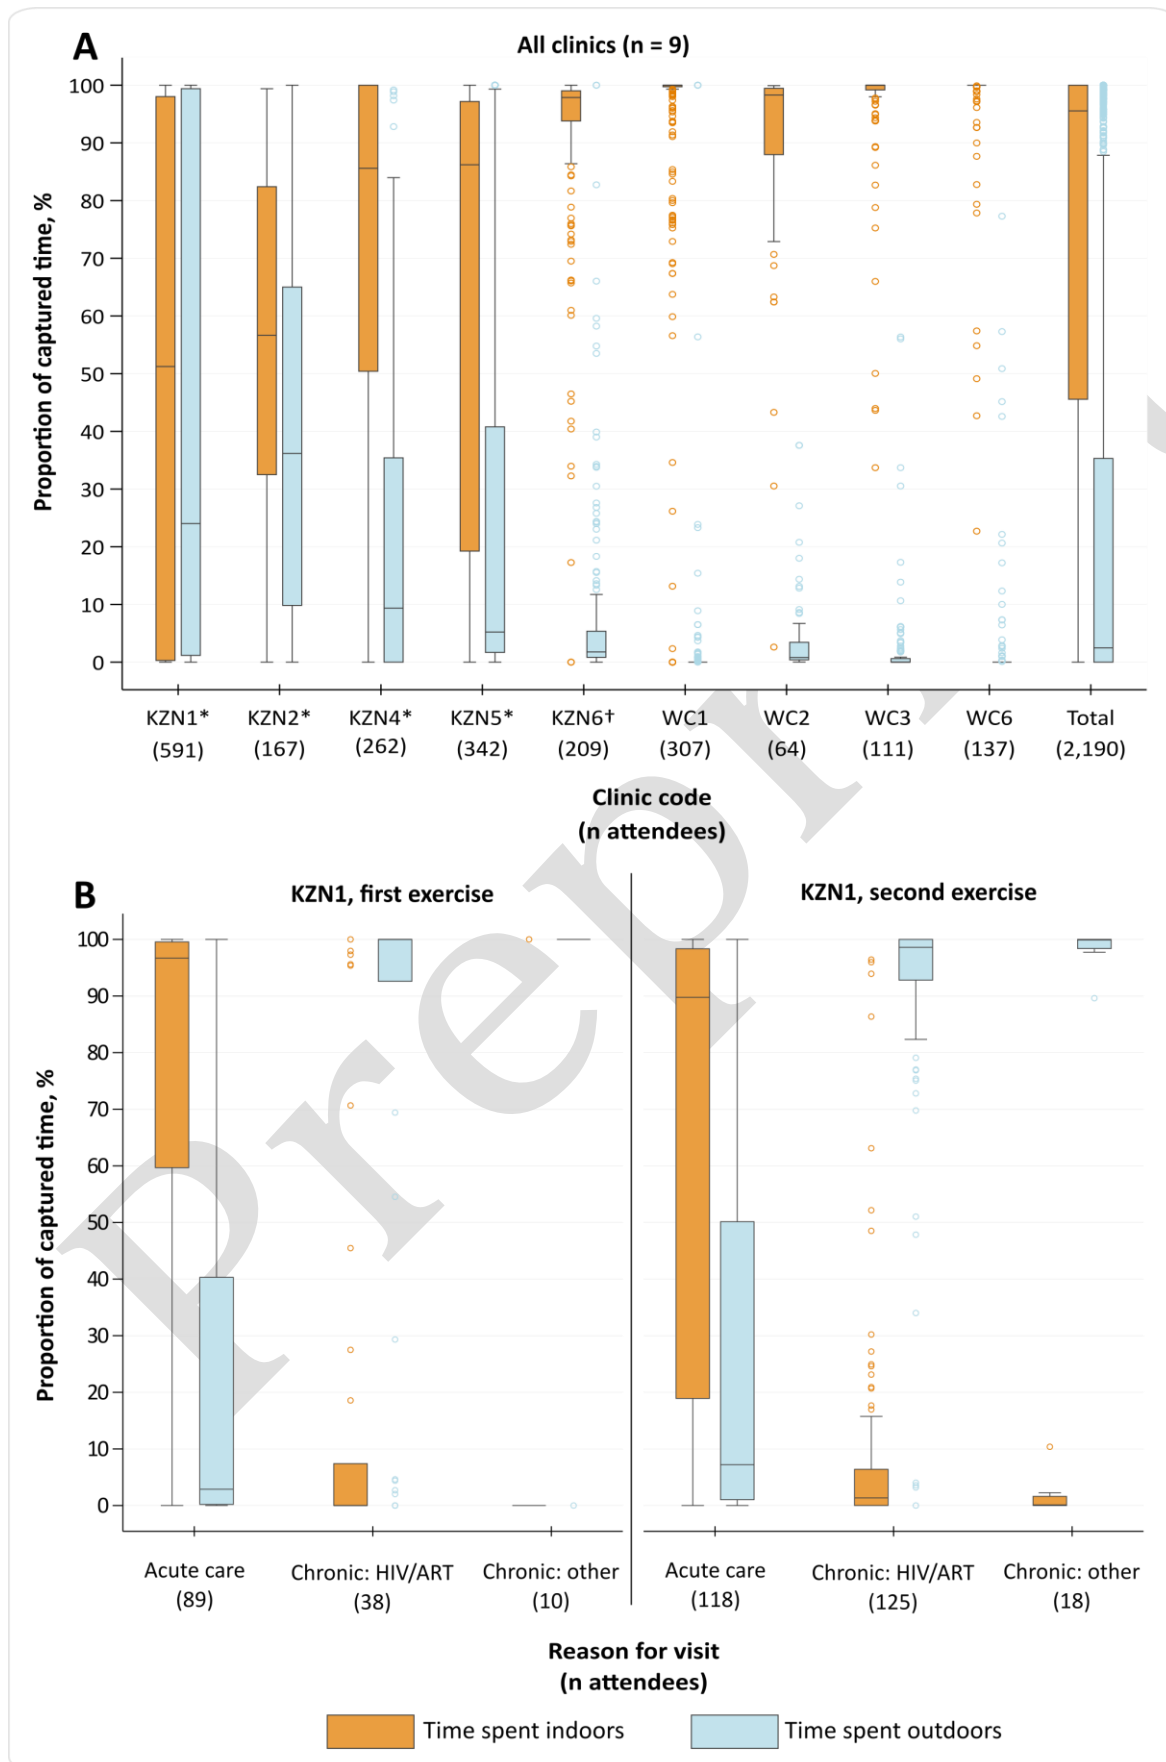 A
All clinics (n = 9)
Proportion of captured time, %
100
90
80
70
60
50
40
30
20
10
0
KZN1* KZN2* KZN4* KZN5* KZN6† WC1 WC2 WC3 WC6 Total
(591) (167) (262) (342) (209) (307) (64) (111) (137) (2,190)
Clinic code
(n attendees)
B
KZN1, first exercise KZN1, second exercise
Proportion of captured time, %
100
90
80
70
60
50
40
30
20
10
0
Acute care Chronic: HIV/ART Chronic: other Acute care Chronic: HIV/ART Chronic: other
(89) (38) (10) (118) (125) (18)
Reason for visit
(n attendees)
Time spent indoors Time spent outdoors
Prepr